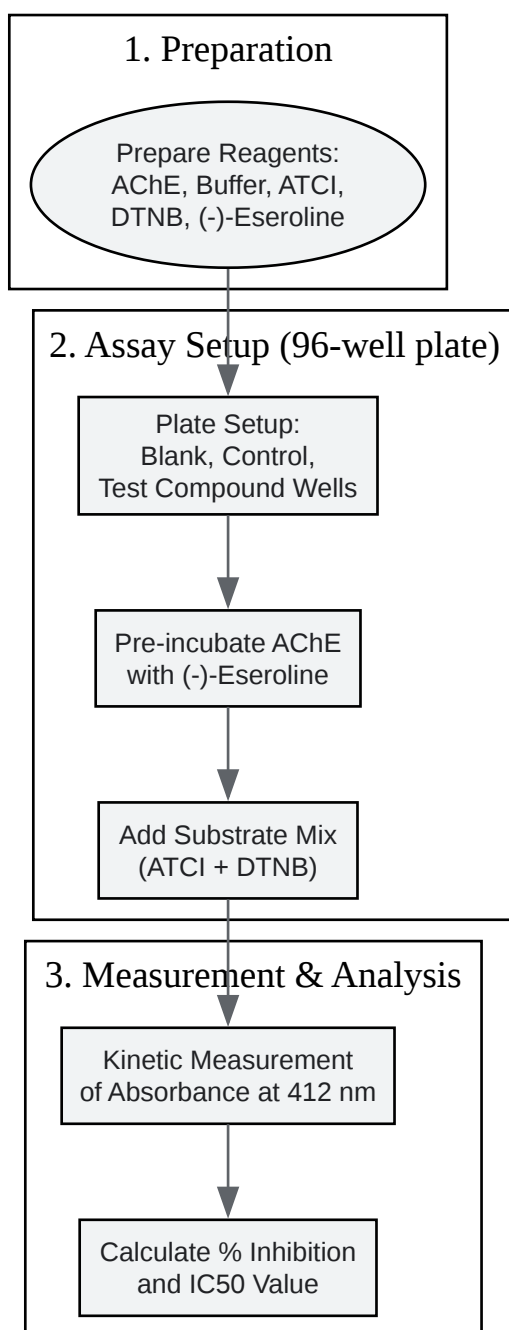 1. Preparation
Prepare Reagents:
AChE, Buffer, ATCI,
DTNB, (-)-Eseroline
2. Assay Setup (96-well plate)
Plate Setup:
Blank, Control,
Test Compound Wells
Pre-incubate AChE
with (-)-Eseroline
Add Substrate Mix
(ATCI + DTNB)
3. Measurement & Analysis
Kinetic Measurement
of Absorbance at 412 nm
Calculate % Inhibition
and IC50 Value